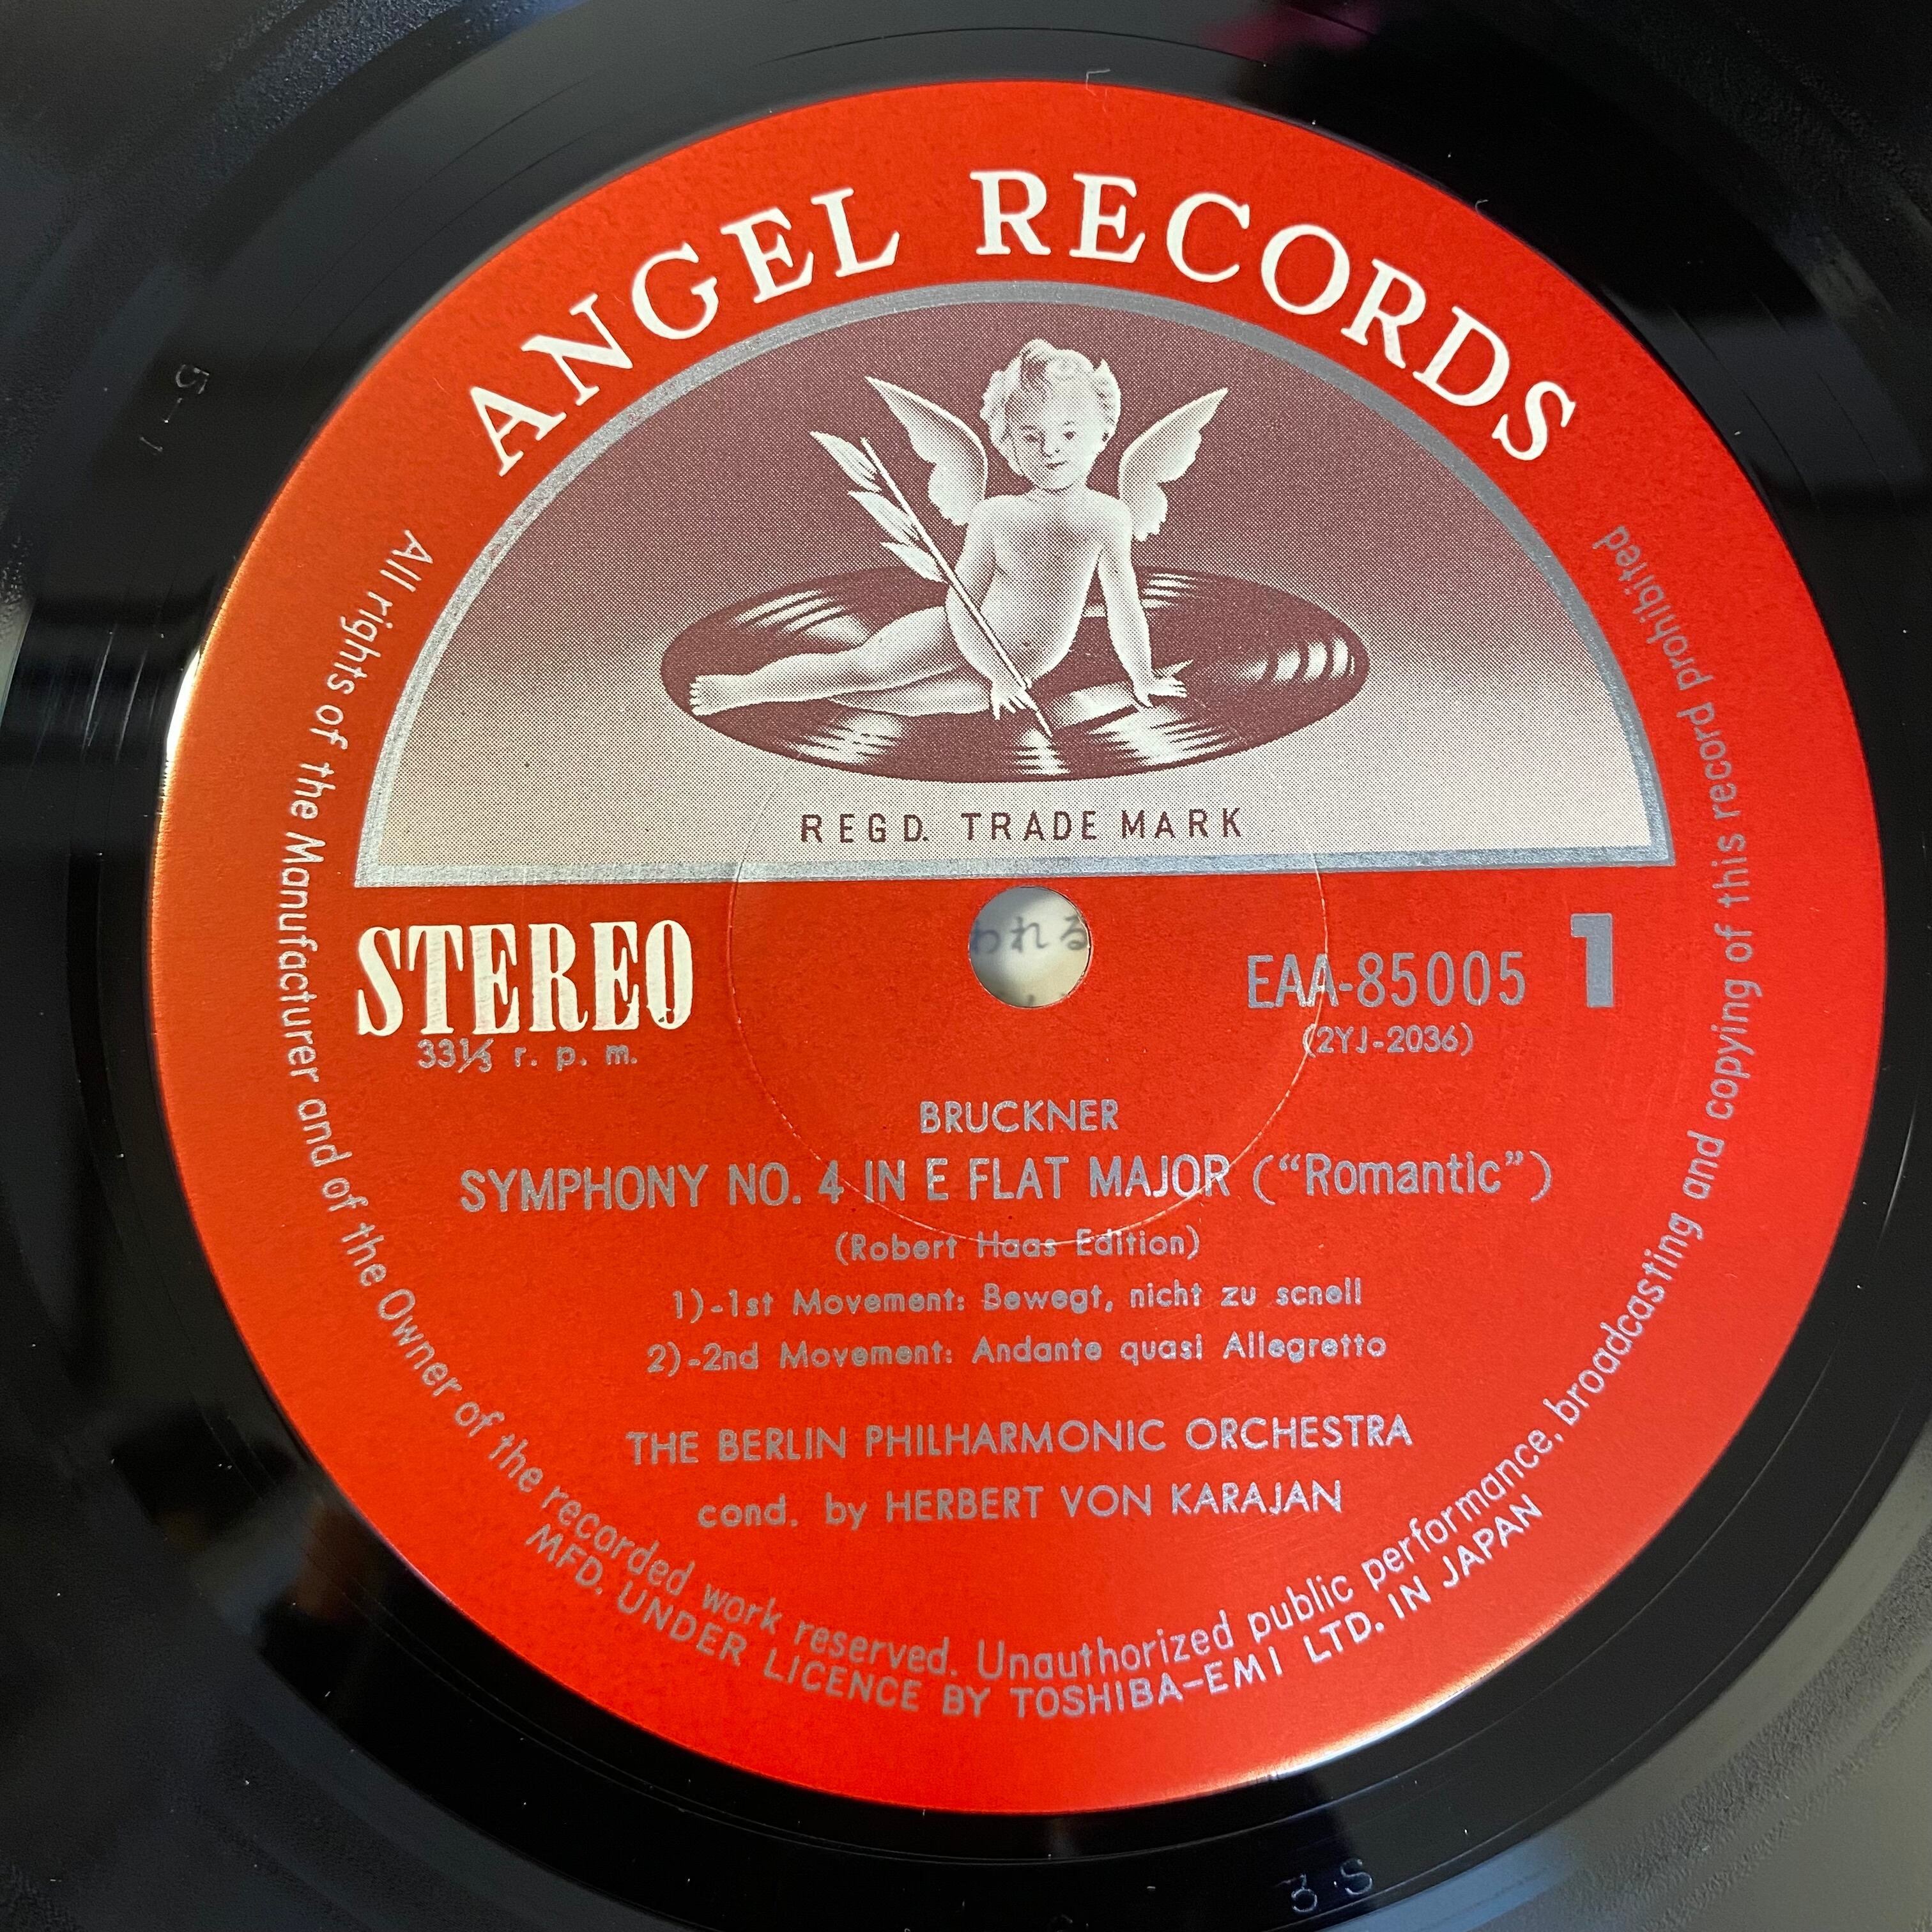 ANGEL RECORDS
REGD. TRADE MARK
われる
STEREO
33⅓ r. p. m.
EAA-85005 1
(2YJ-2036)
BRUCKNER
SYMPHONY NO. 4 IN E FLAT MAJOR (“Romantic”)
(Robert Haas Edition)
1)-1st Movement: Bewegt, nicht zu scnell
2)-2nd Movement: Andante quasi Allegretto
THE BERLIN PHILHARMONIC ORCHESTRA
cond. by HERBERT VON KARAJAN
All rights of the Manufacturer and of the Owner of the recorded work reserved. Unauthorized public performance, broadcasting and copying of this record prohibited
MFD. UNDER LICENCE BY TOSHIBA-EMI LTD. IN JAPAN
3 S